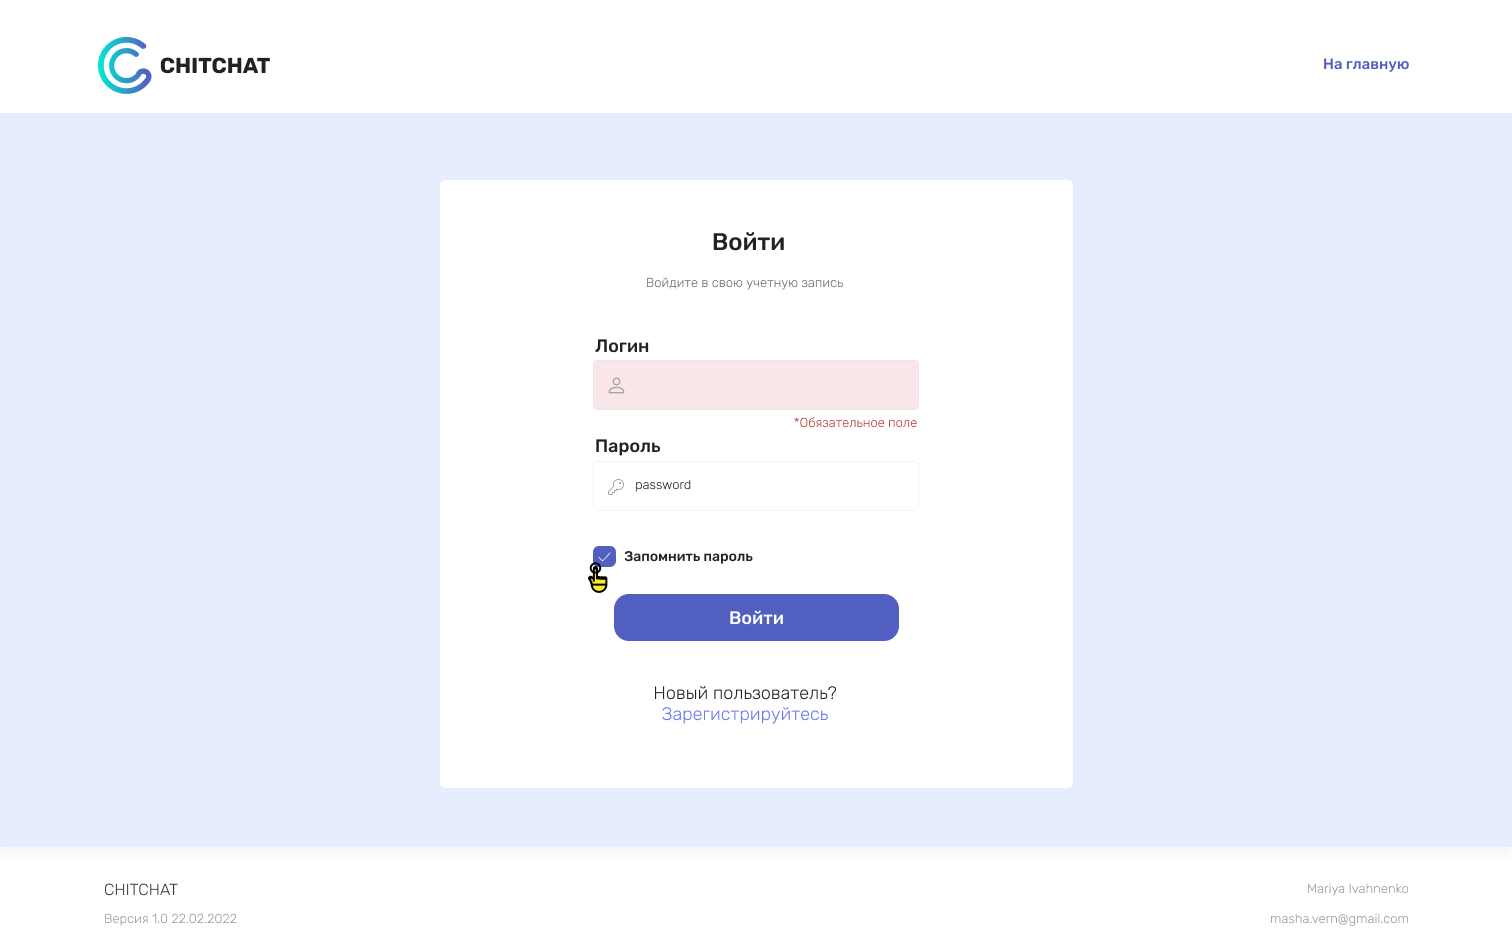 CHITCHAT
На главную
Войти
Войдите в свою учетную запись
Логин
*Обязательное поле
Пароль
password
Запомнить пароль
Войти
Новый пользователь?
Зарегистрируйтесь
CHITCHAT
Mariya Ivahnenko
Версия 1.0 22.02.2022
masha.vern@gmail.com